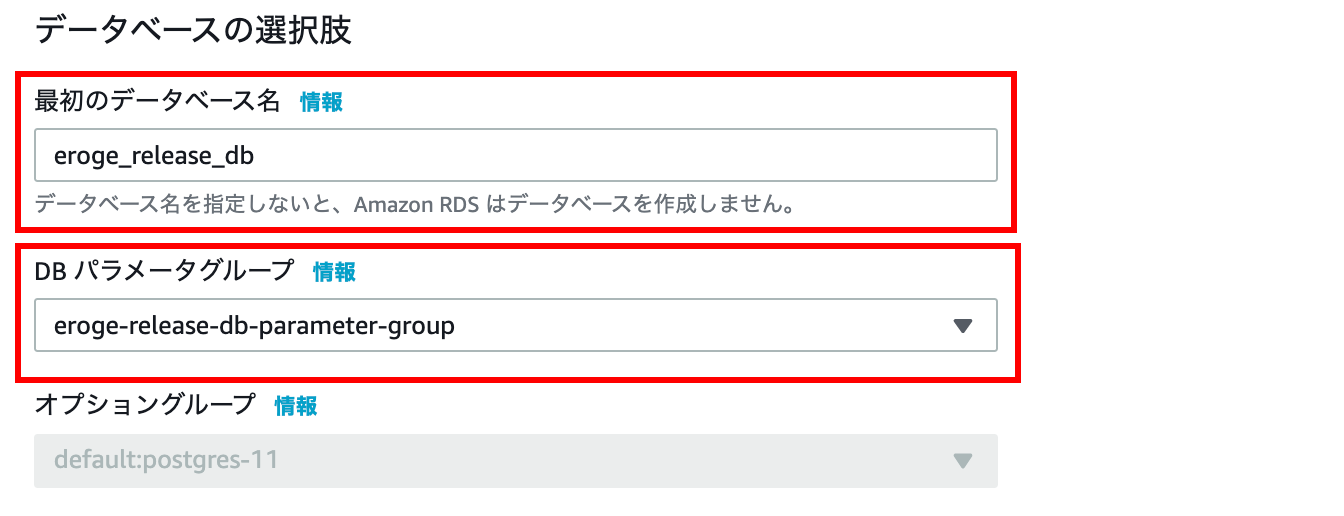 データベースの選択肢
最初のデータベース名 情報
eroge_release_db
データベース名を指定しないと、Amazon RDS はデータベースを作成しません。
DB パラメータグループ 情報
eroge-release-db-parameter-group
オプショングループ 情報
default:postgres-11